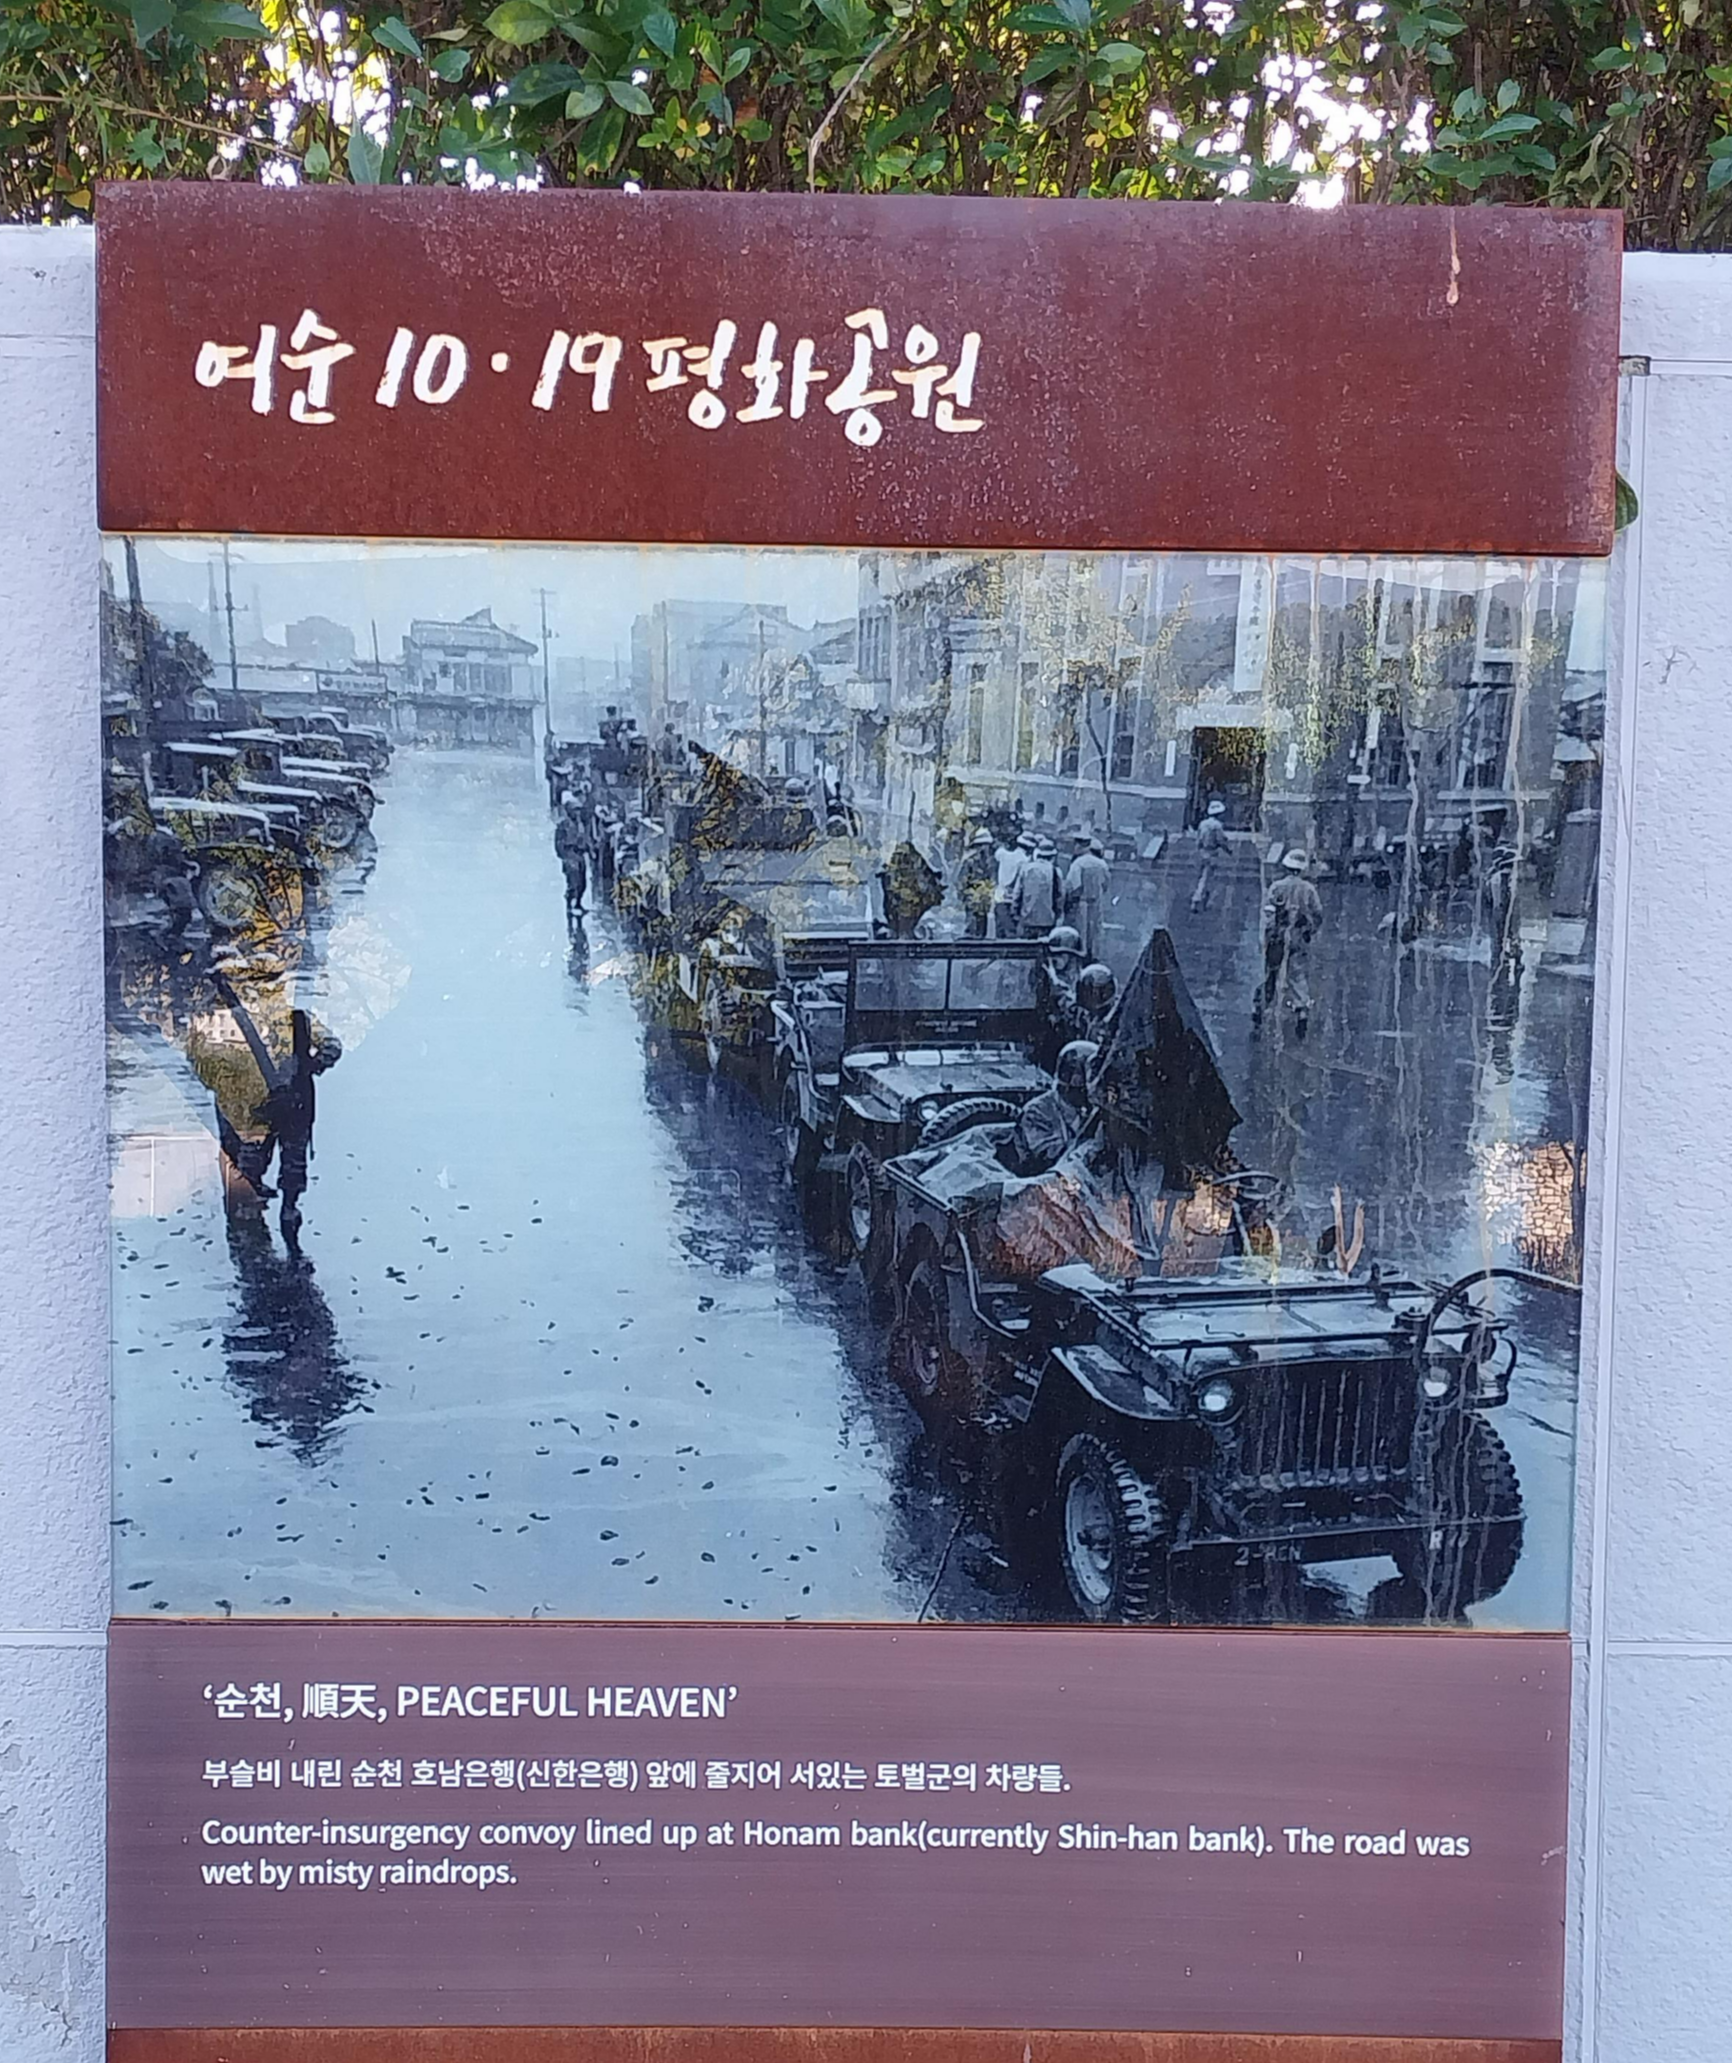 여순 10·19 평화공원
2-HCN
‘순천, 順天, PEACEFUL HEAVEN’
부슬비 내린 순천 호남은행(신한은행) 앞에 줄지어 서있는 토벌군의 차량들.
Counter-insurgency convoy lined up at Honam bank(currently Shin-han bank). The road was
wet by misty raindrops.